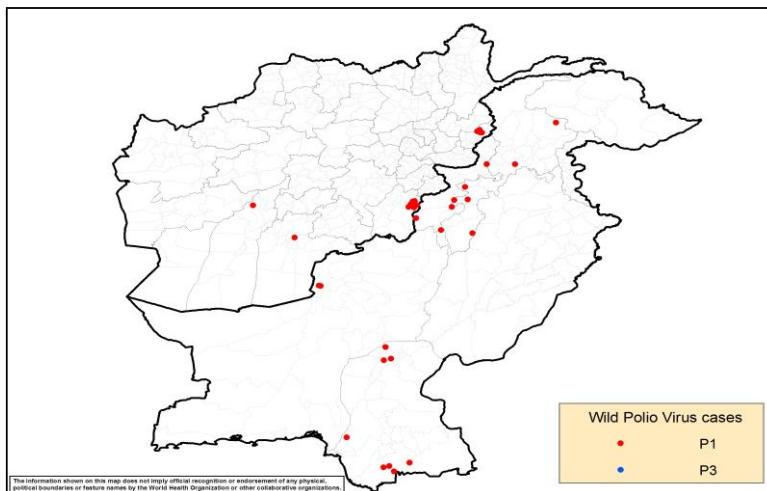 Wild Polio Virus cases
P1
P3
The information shown on this map does not imply official recognition or endorsement of any physical,
political boundaries or feature names by the World Health Organization or other collaborative organizations.